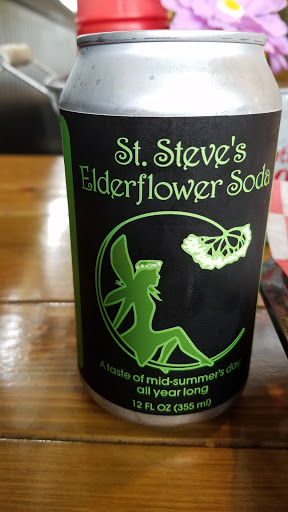 St. Steve's
Elderflower Soda
A taste of mid-summer's day
all year long
12 FL OZ (355 ml)